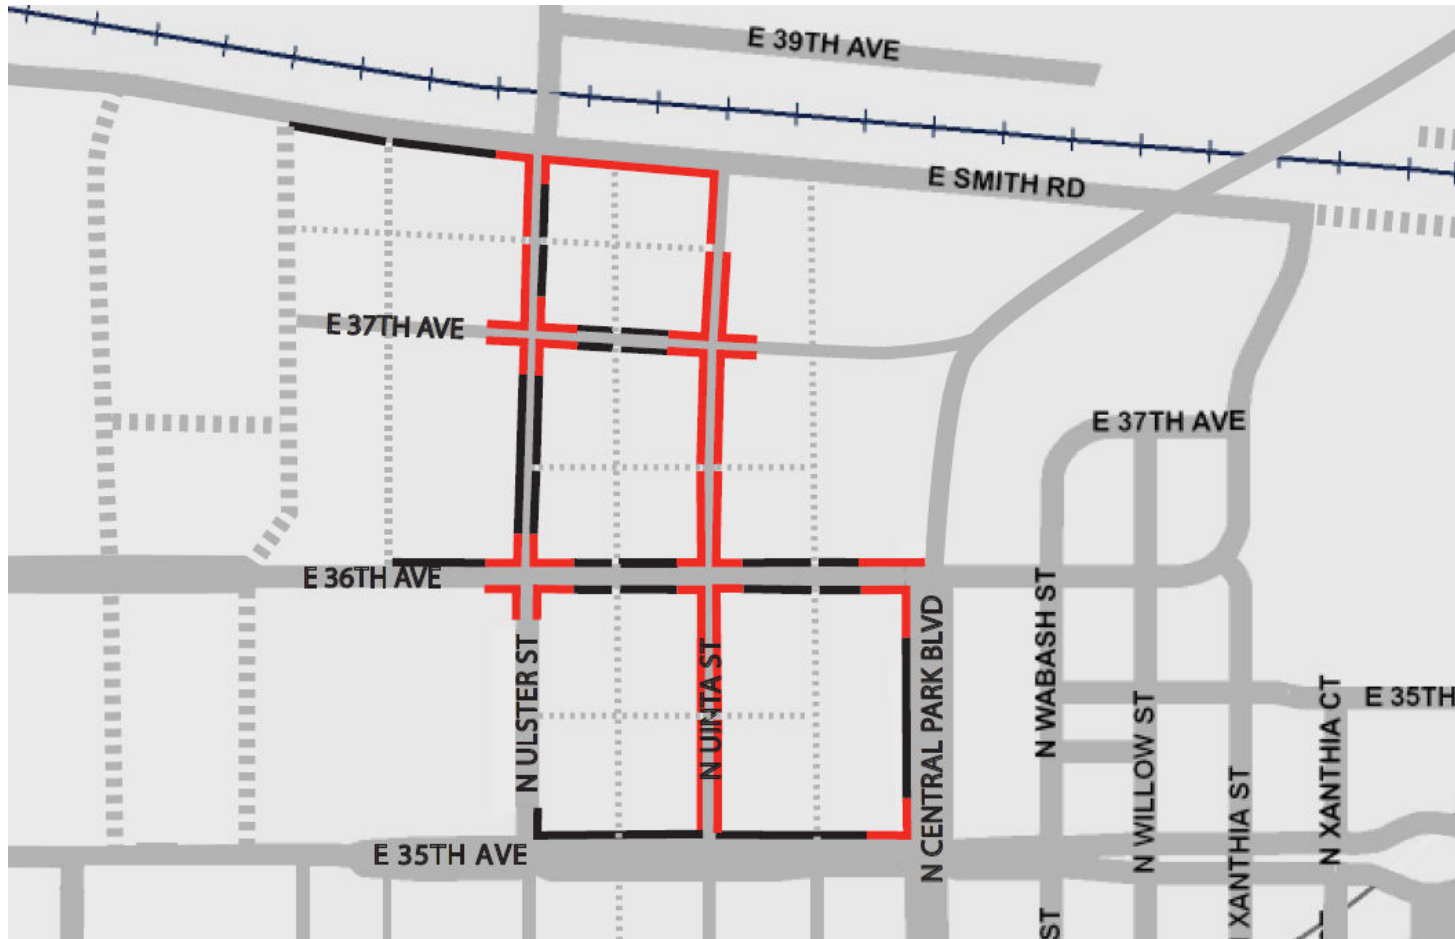 E 39TH AVE
E SMITH RD
E 37TH AVE
E 37TH AVE
E 36TH AVE
N ULSTER ST
N UINTA ST
N CENTRAL PARK BLVD
N WABASH ST
N WILLOW ST
N XANTHIA CT
E 35TH
XANTHIA ST
E 35TH AVE
ST